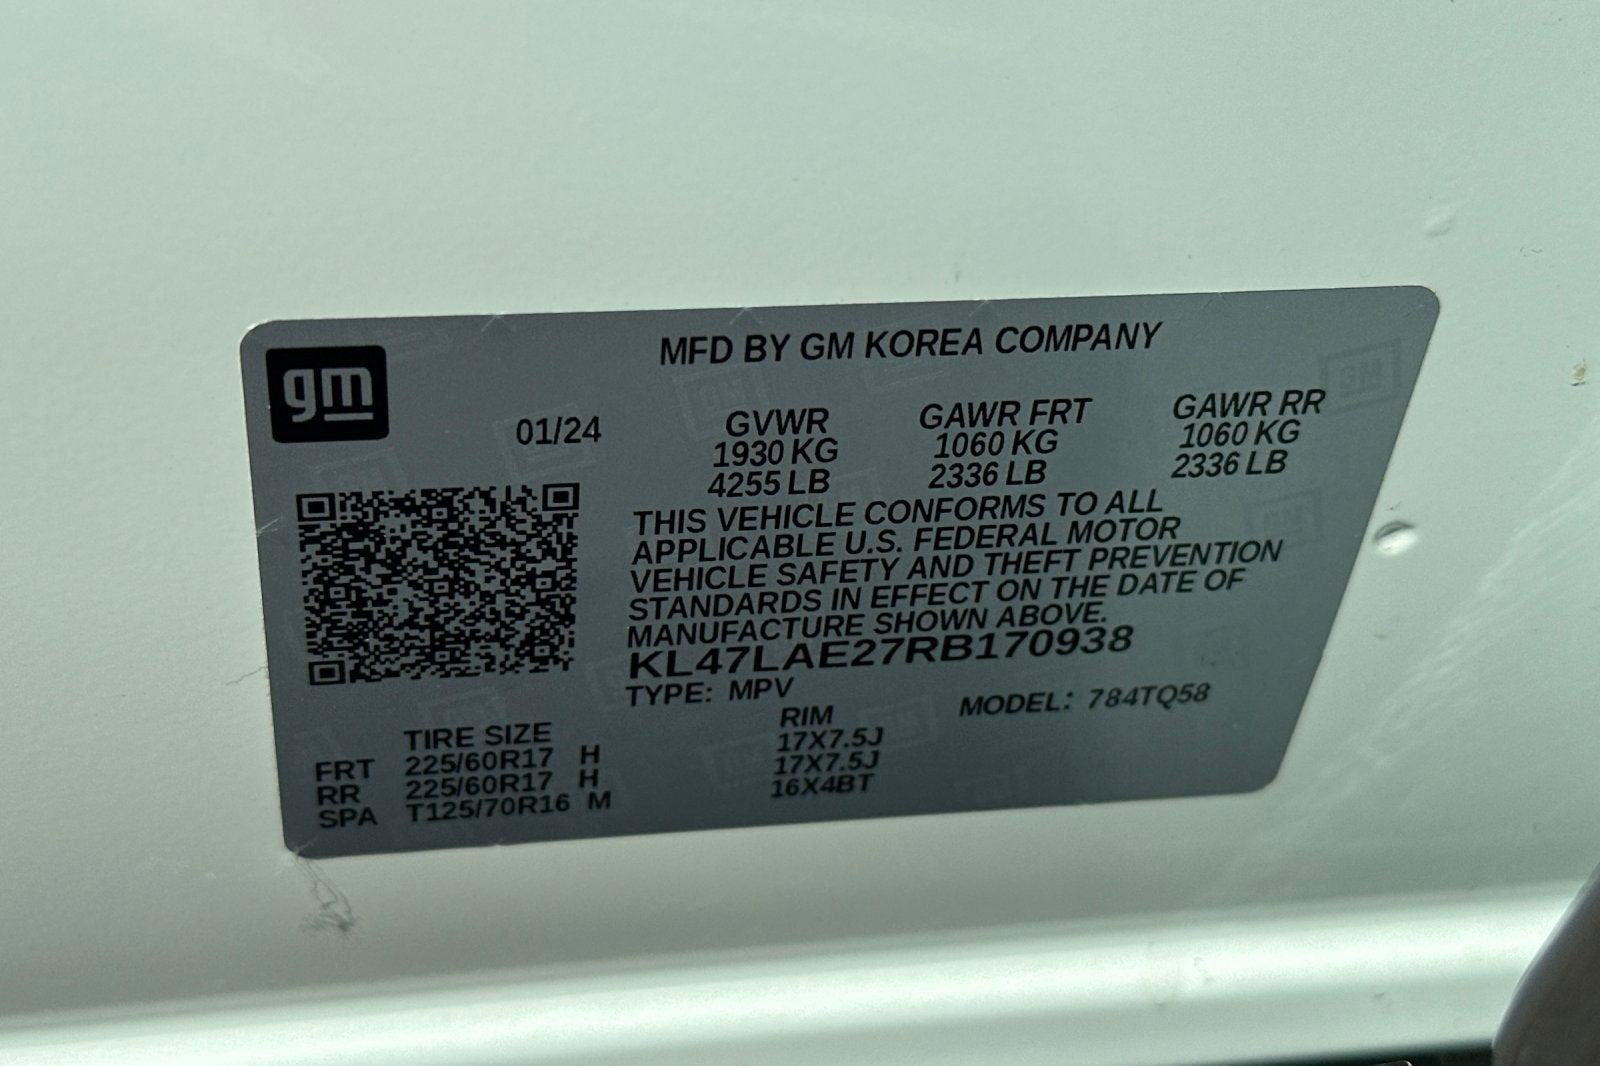 gm
MFD BY GM KOREA COMPANY
01/24
GVWR GAWR FRT GAWR RR
1930 KG 1060 KG 1060 KG
4255 LB 2336 LB 2336 LB
THIS VEHICLE CONFORMS TO ALL
APPLICABLE U.S. FEDERAL MOTOR
VEHICLE SAFETY AND THEFT PREVENTION
STANDARDS IN EFFECT ON THE DATE OF
MANUFACTURE SHOWN ABOVE.
KL47LAE27RB170938
TYPE: MPV MODEL: 784TQ58
TIRE SIZE RIM
FRT 225/60R17 H 17X7.5J
RR 225/60R17 H 17X7.5J
SPA T125/70R16 M 16X4BT